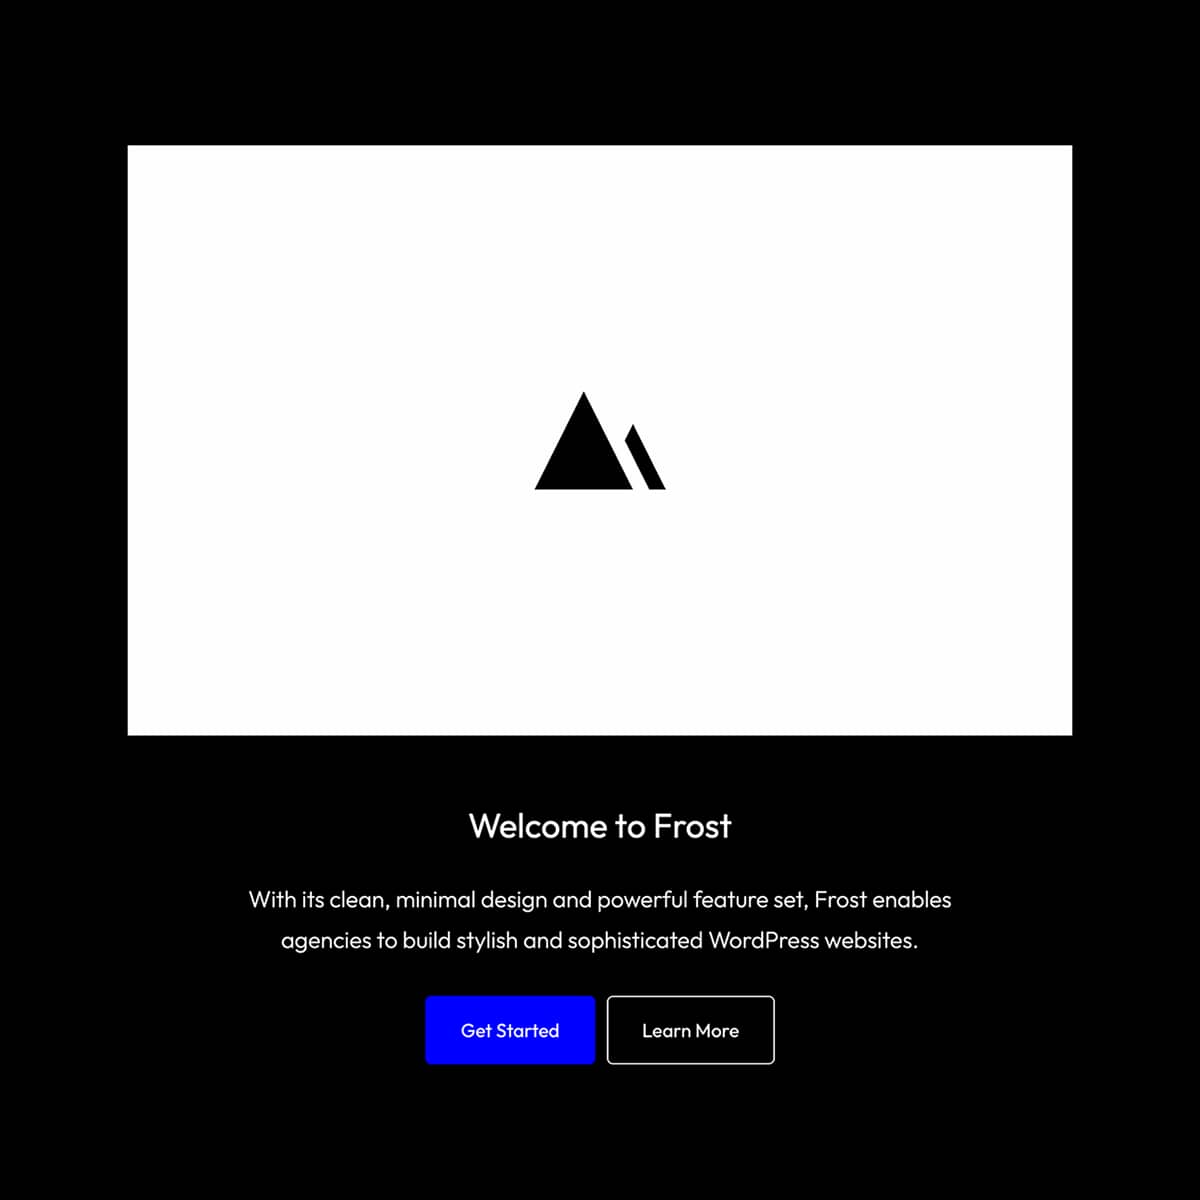 Welcome to Frost
With its clean, minimal design and powerful feature set, Frost enables
agencies to build stylish and sophisticated WordPress websites.
Get Started
Learn More